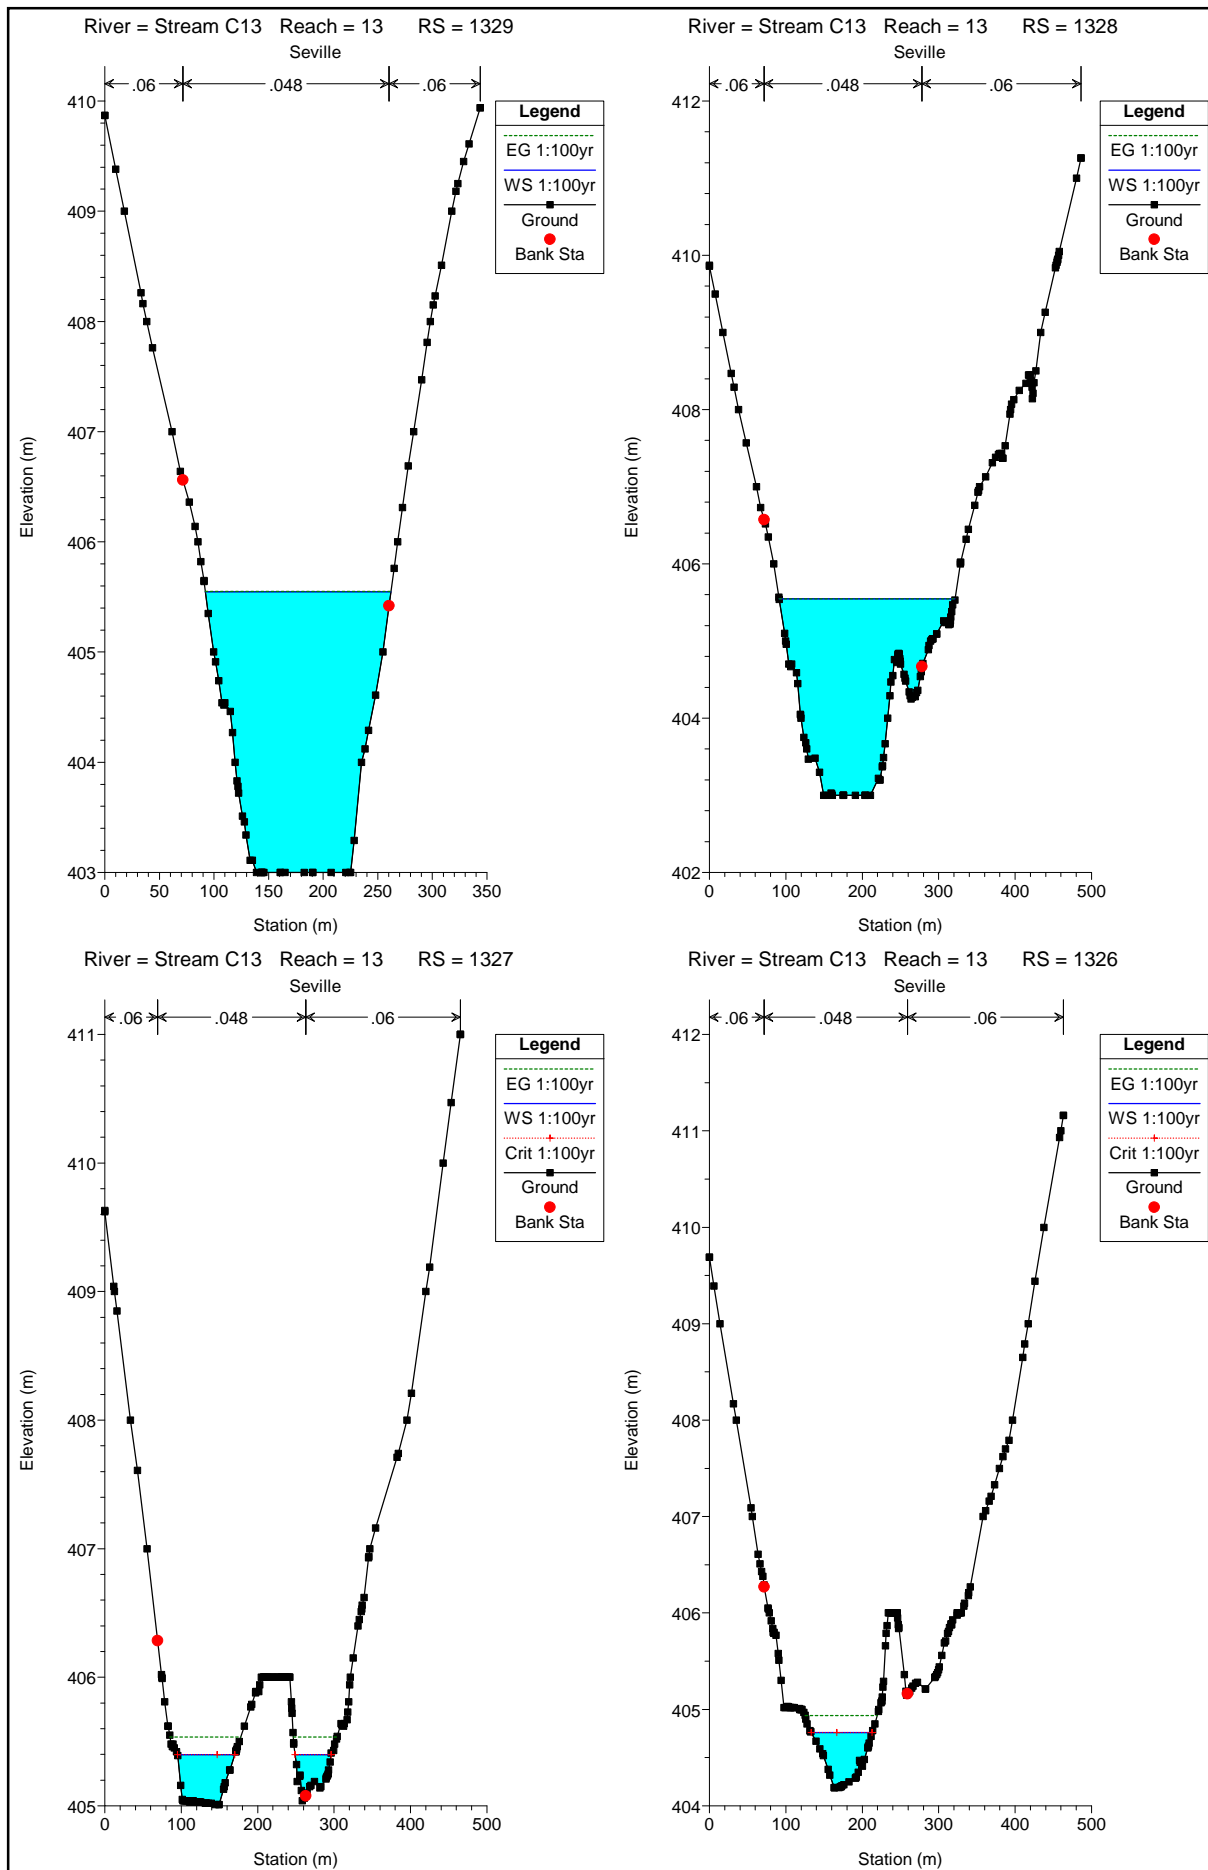 River = Stream C13 Reach = 13 RS = 1329
Seville
.06 .048 .06
Legend
EG 1:100yr
WS 1:100yr
Ground
Bank Sta
410
409
408
407
406
405
404
403
Elevation (m)
0 50 100 150 200 250 300 350
Station (m)
River = Stream C13 Reach = 13 RS = 1328
Seville
.06 .048 .06
Legend
EG 1:100yr
WS 1:100yr
Ground
Bank Sta
412
410
408
406
404
402
Elevation (m)
0 100 200 300 400 500
Station (m)
River = Stream C13 Reach = 13 RS = 1327
Seville
.06 .048 .06
Legend
EG 1:100yr
WS 1:100yr
Crit 1:100yr
Ground
Bank Sta
411
410
409
408
407
406
405
Elevation (m)
0 100 200 300 400 500
Station (m)
River = Stream C13 Reach = 13 RS = 1326
Seville
.06 .048 .06
Legend
EG 1:100yr
WS 1:100yr
Crit 1:100yr
Ground
Bank Sta
412
411
410
409
408
407
406
405
404
Elevation (m)
0 100 200 300 400 500
Station (m)